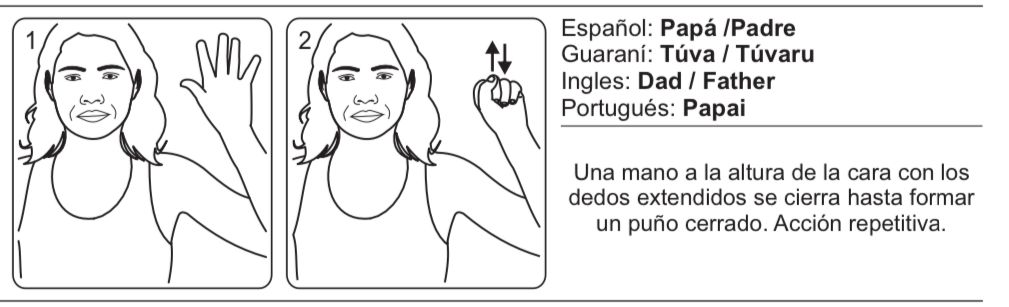 1
2
Español: Papá /Padre
Guaraní: Túva / Túvaru
Ingles: Dad / Father
Portugués: Papai
Una mano a la altura de la cara con los
dedos extendidos se cierra hasta formar
un puño cerrado. Acción repetitiva.